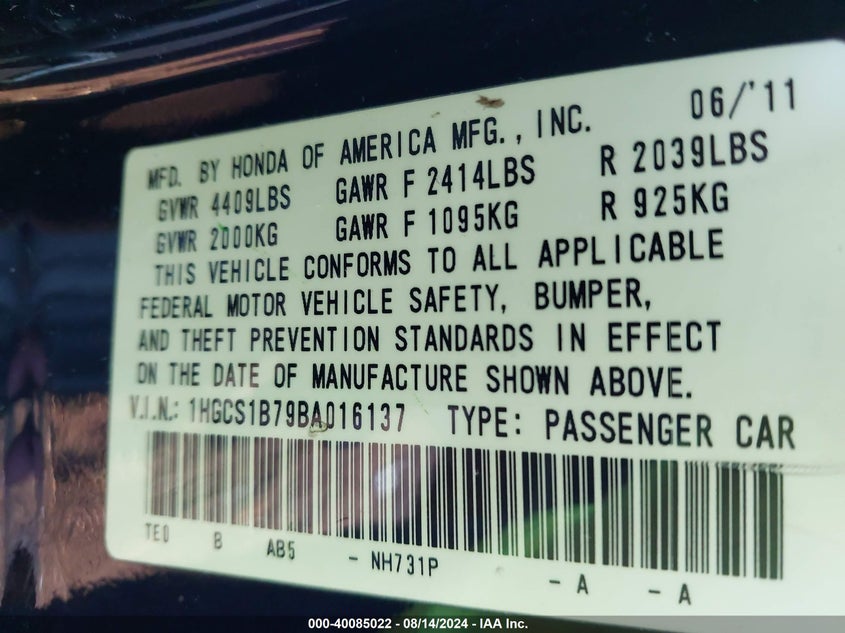 06/'11
MFD. BY HONDA OF AMERICA MFG., INC.
GVWR 4409LBS GAWR F 2414LBS R 2039LBS
GVWR 2000KG GAWR F 1095KG R 925KG
THIS VEHICLE CONFORMS TO ALL APPLICABLE
FEDERAL MOTOR VEHICLE SAFETY, BUMPER,
AND THEFT PREVENTION STANDARDS IN EFFECT
ON THE DATE OF MANUFACTURE SHOWN ABOVE.
V.I.N.: 1HGCS1B79BA016137 TYPE: PASSENGER CAR
TE0 B AB5 - NH731P - A - A
000-40085022 - 08/14/2024 - IAA Inc.